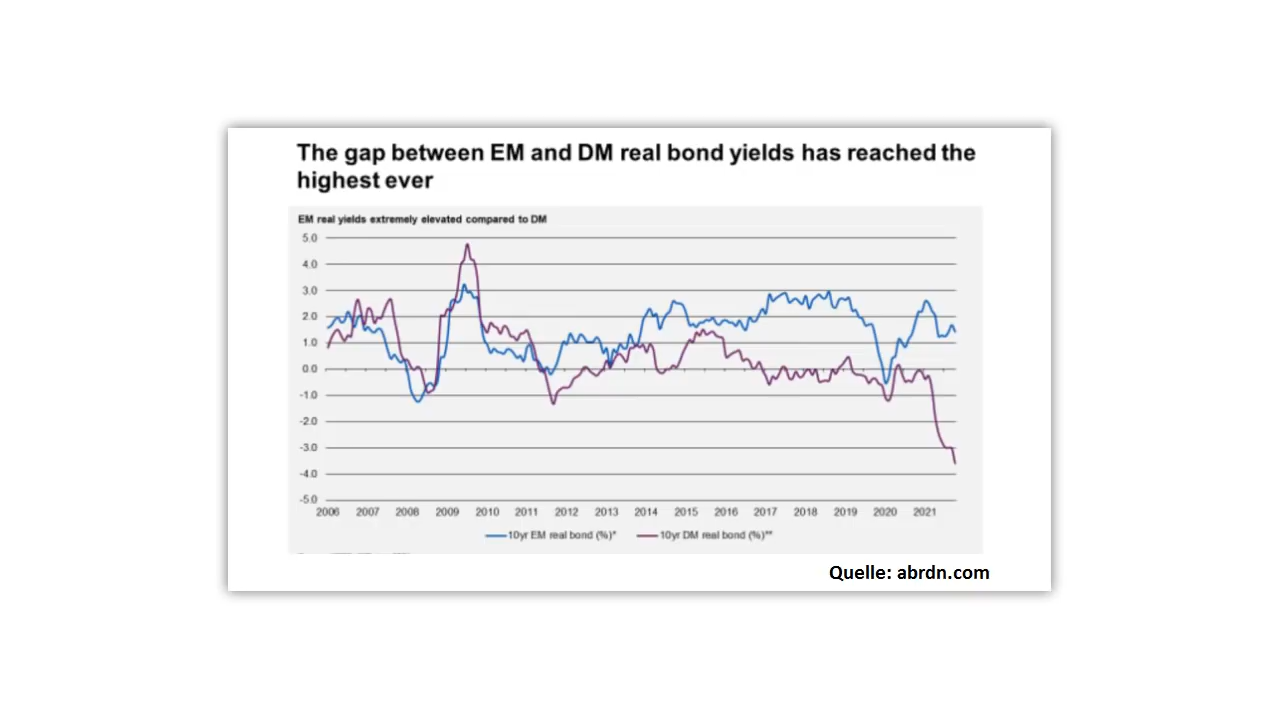 The gap between EM and DM real bond yields has reached the
highest ever
EM real yields extremely elevated compared to DM
5.0
4.0
3.0
2.0
1.0
0.0
-1.0
-2.0
-3.0
-4.0
-5.0
2006 2007 2008 2009 2010 2011 2012 2013 2014 2015 2016 2017 2018 2019 2020 2021
10yr EM real bond (%)* 10yr DM real bond (%)**
Quelle: abrdn.com